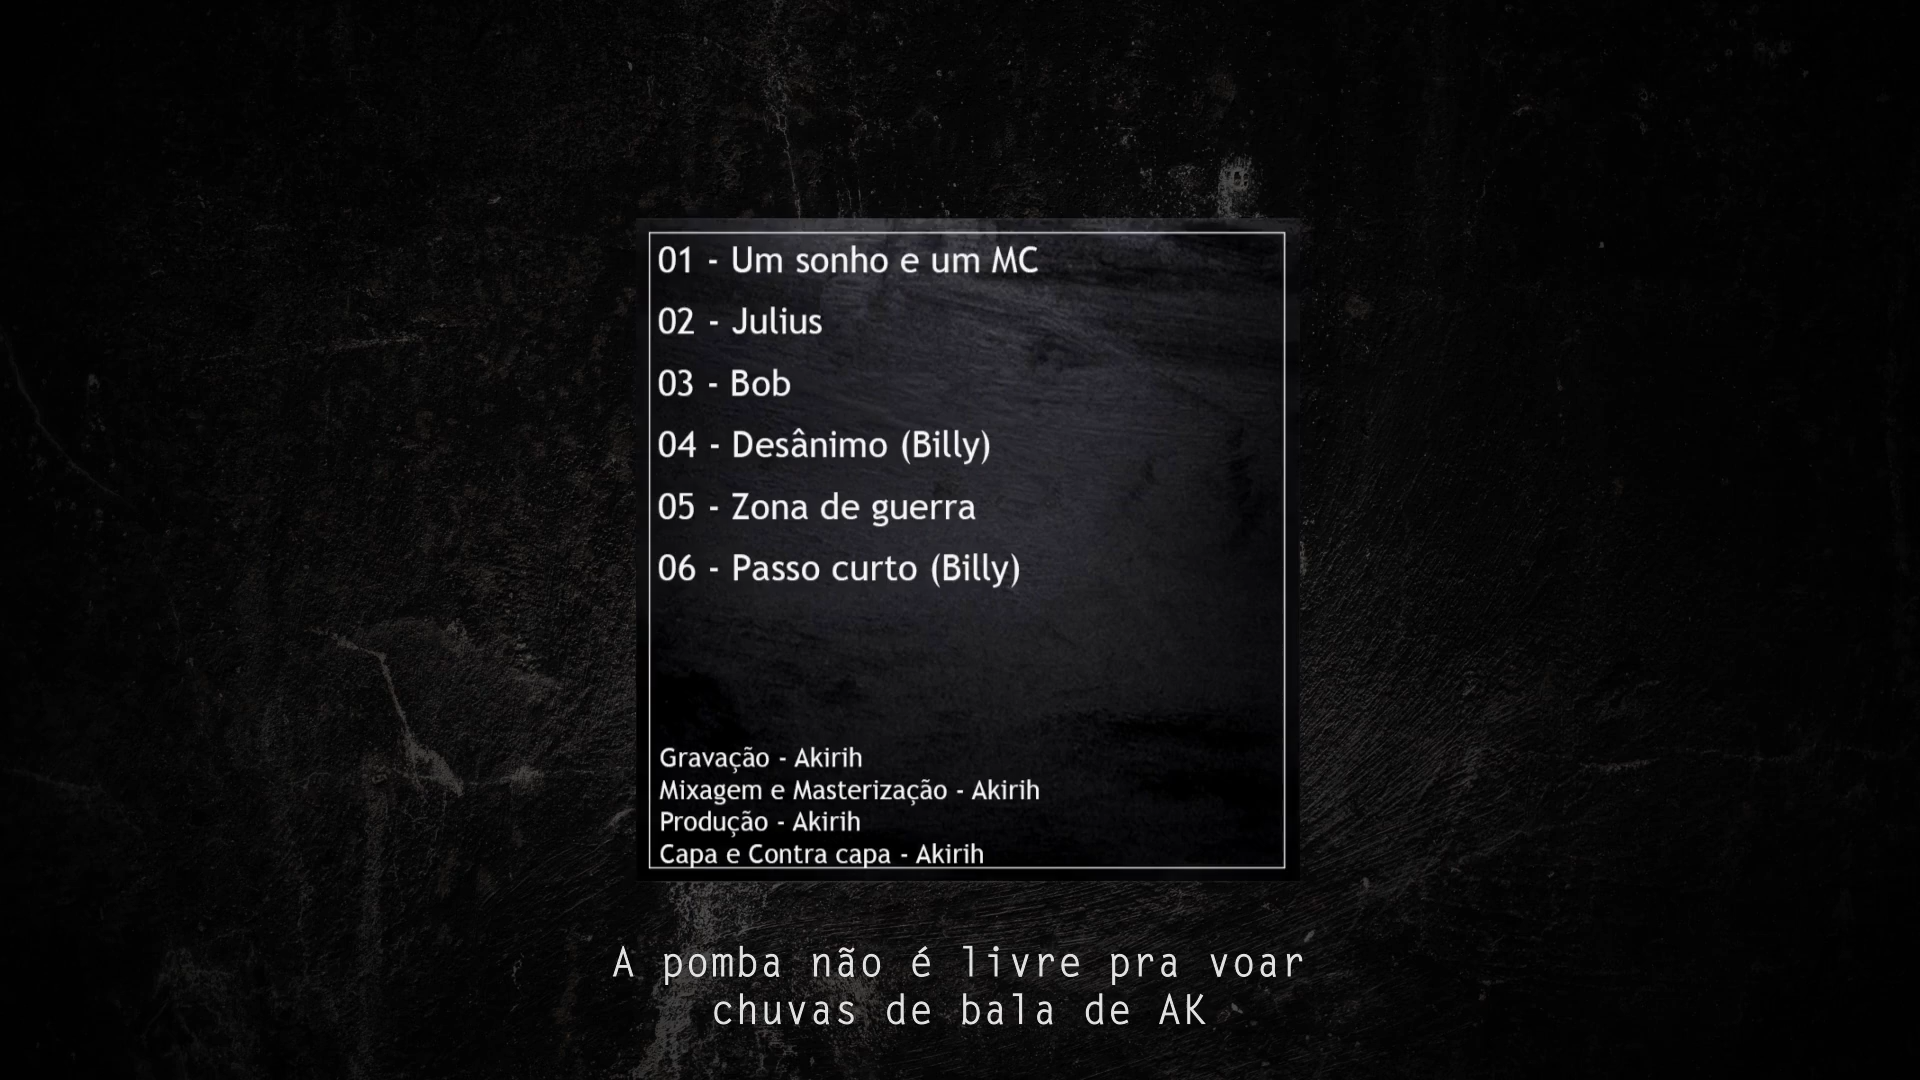 01 - Um sonho e um MC
02 - Julius
03 - Bob
04 - Desânimo (Billy)
05 - Zona de guerra
06 - Passo curto (Billy)
Gravação - Akirih
Mixagem e Masterização - Akirih
Produção - Akirih
Capa e Contra capa - Akirih
A pomba não é livre pra voar
chuvas de bala de AK